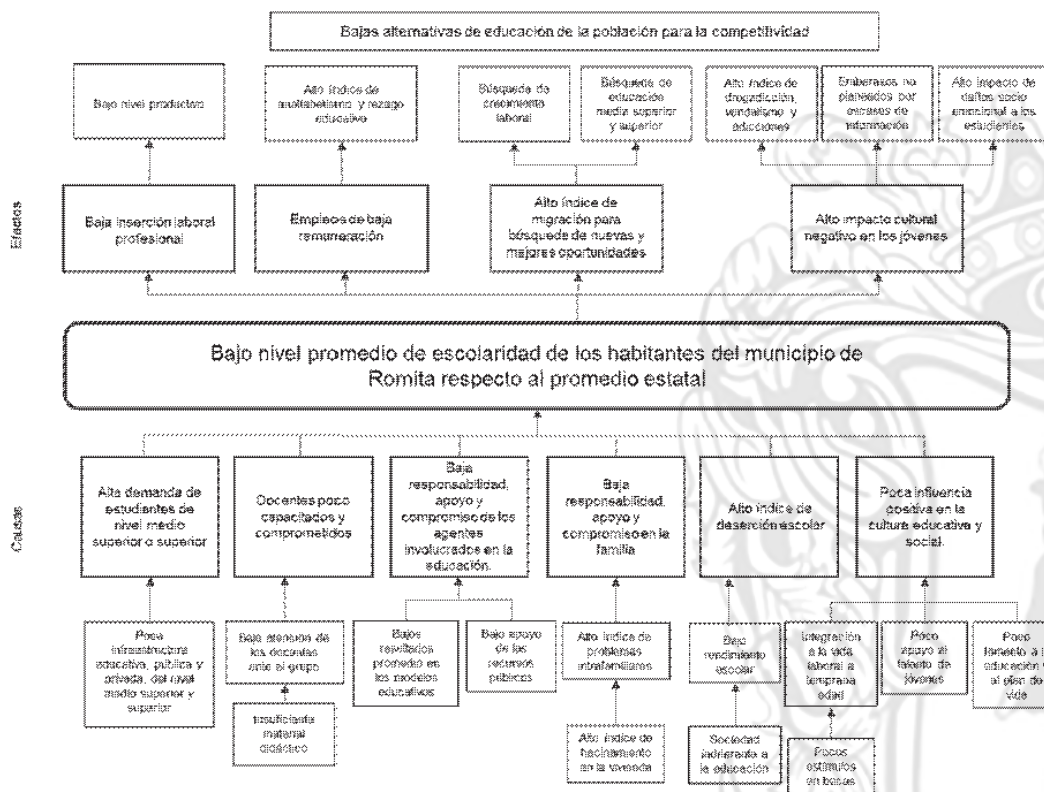 Bajas alternativas de educación de la población para la competitividad
Bajo nivel productivo
Alto índice de
analfabetismo y rezago
educativo
Búsqueda de
crecimiento
laboral
Búsqueda de
educación
media superior
y superior
Alto índice de
drogadicción,
vandalismo y
adicciones
Embarazos no
planeados por
escases de
información
Alto impacto de
daños socio
emocional a los
estudiantes
Efectos
Baja inserción laboral
profesional
Empleos de baja
remuneración
Alto índice de
migración para
búsqueda de nuevas y
mejores oportunidades
Alto impacto cultural
negativo en los jóvenes
Bajo nivel promedio de escolaridad de los habitantes del municipio de
Romita respecto al promedio estatal
Causas
Alta demanda de
estudiantes de
nivel medio
superior o superior
Docentes poco
capacitados y
comprometidos
Baja
responsabilidad,
apoyo y
compromiso de los
agentes
involucrados en la
educación.
Baja
responsabilidad,
apoyo y
compromiso en la
familia
Alto índice de
deserción escolar
Poca influencia
positiva en la
cultura educativa y
social.
Poca
infraestructura
educativa, pública y
privada, del nivel
medio superior y
superior
Baja atención de
los docentes
ante el grupo
Insuficiente
material
didáctico
Bajos
resultados
promedio en
los modelos
educativos
Bajo apoyo
de los
recursos
públicos
Alto índice de
problemas
intrafamiliares
Alto índice de
hacinamiento
en la vivienda
Bajo
rendimiento
escolar
Sociedad
indiferente a
la educación
Integración
a la vida
laboral a
temprana
edad
Pocos
estímulos
en becas
Poco
apoyo al
talento de
jóvenes
Poco
fomento a la
educación y
al plan de
vida